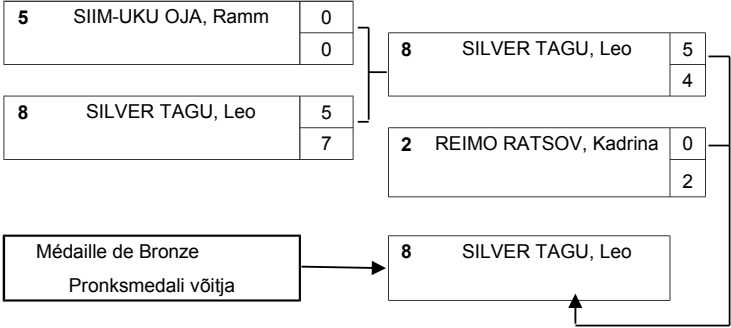 5 SIIM-UKU OJA, Ramm 0
0
8 SILVER TAGU, Leo 5
7
8 SILVER TAGU, Leo 5
4
2 REIMO RATSOV, Kadrina 0
2
Médaille de Bronze
Pronksmedali võitja
8 SILVER TAGU, Leo